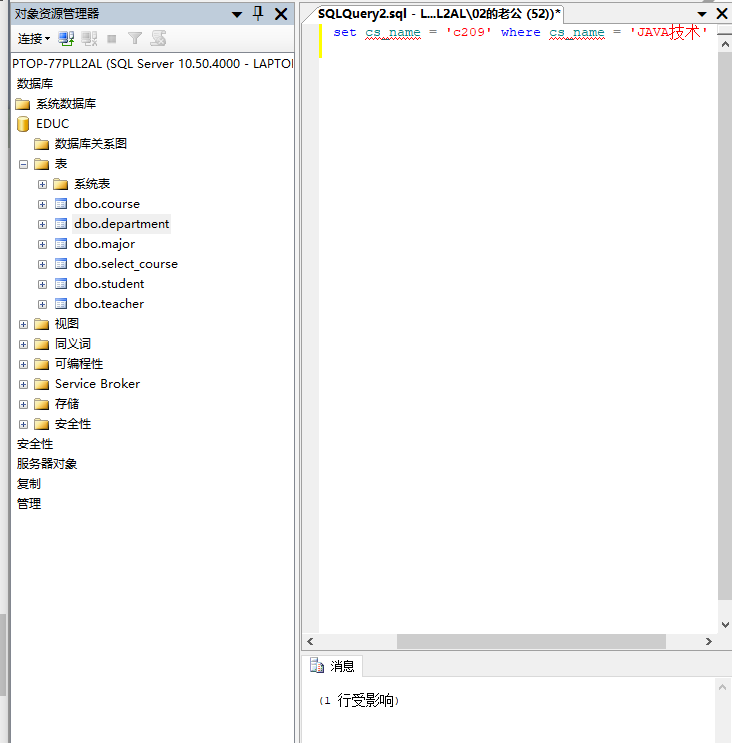 对象资源管理器
连接
PTOP-77PLL2AL (SQL Server 10.50.4000 - LAPTO
数据库
系统数据库
EDUC
数据库关系图
表
系统表
dbo.course
dbo.department
dbo.major
dbo.select_course
dbo.student
dbo.teacher
视图
同义词
可编程性
Service Broker
存储
安全性
安全性
服务器对象
复制
管理
SQLQuery2.sql - L...L2AL\02的老公 (52))*
set cs_name = 'c209' where cs_name = 'JAVA技术'
消息
(1 行受影响)